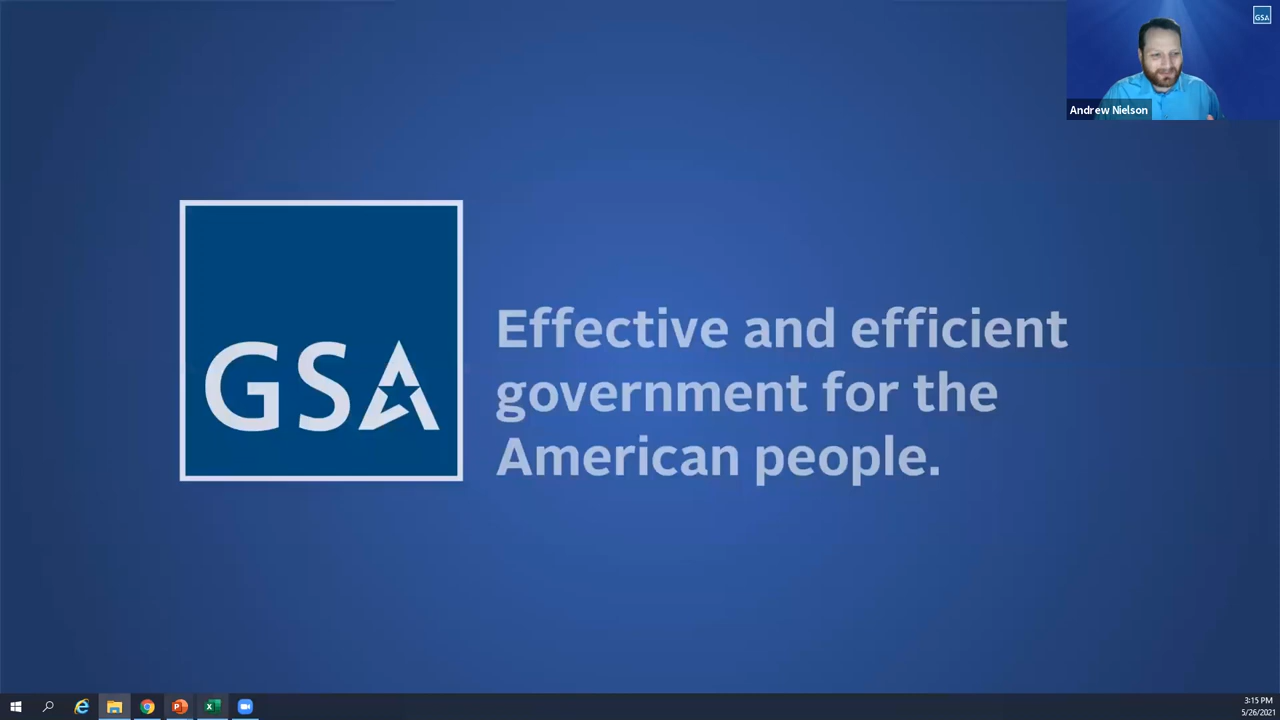 GSA
Andrew Nielson
GSA
Effective and efficient
government for the
American people.
3:15 PM
5/26/2021